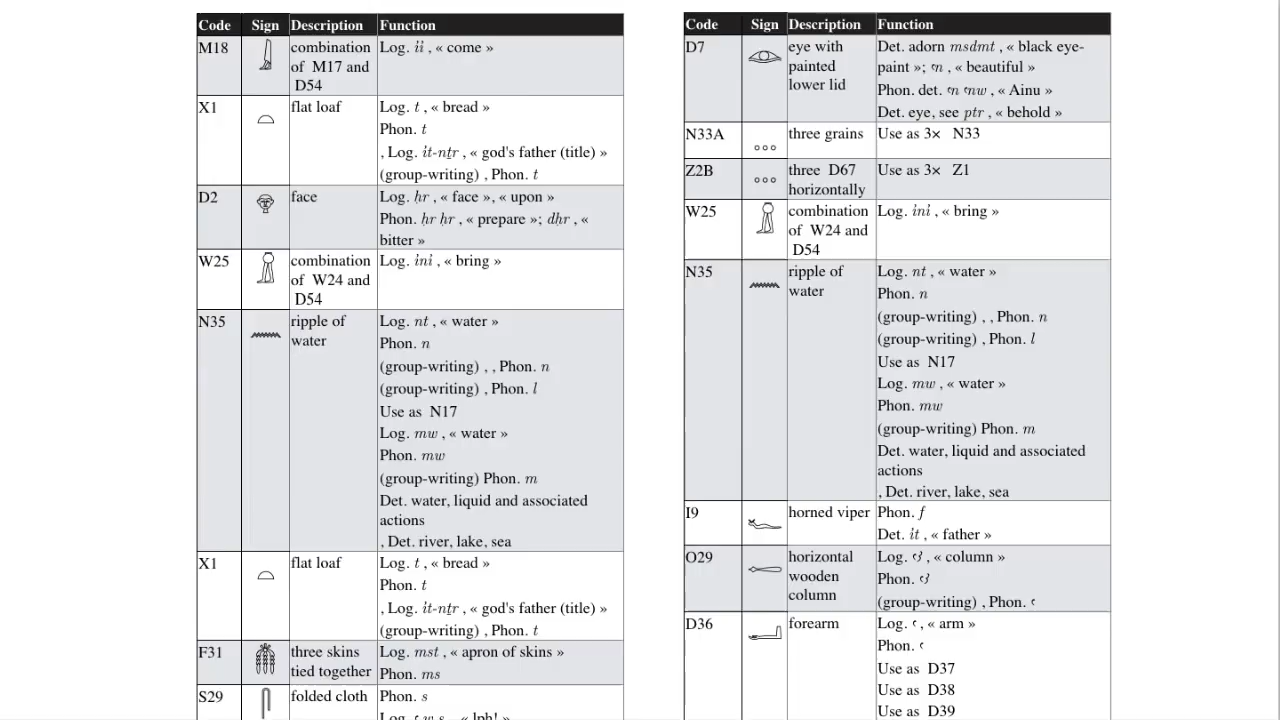 Code Sign Description Function
M18 combination Log. ỉỉ , « come »
of M17 and
D54
X1 flat loaf Log. t , « bread »
Phon. t
, Log. ỉt-nṯr , « god's father (title) »
(group-writing) , Phon. t
D2 face Log. ḥr , « face », « upon »
Phon. ḥr ḥr , « prepare »; dḥr , «
bitter »
W25 combination Log. ỉnỉ , « bring »
of W24 and
D54
N35 ripple of Log. nt , « water »
water Phon. n
(group-writing) , , Phon. n
(group-writing) , Phon. l
Use as N17
Log. mw , « water »
Phon. mw
(group-writing) Phon. m
Det. water, liquid and associated
actions
, Det. river, lake, sea
X1 flat loaf Log. t , « bread »
Phon. t
, Log. ỉt-nṯr , « god's father (title) »
(group-writing) , Phon. t
F31 three skins Log. mst , « apron of skins »
tied together Phon. ms
S29 folded cloth Phon. s
Log. ꜥ w s , « lph! »
Code Sign Description Function
D7 eye with Det. adorn msdmt , « black eye-
painted paint »; ꜥn , « beautiful »
lower lid Phon. det. ꜥn ꜥnw , « Ainu »
Det. eye, see ptr , « behold »
N33A three grains Use as 3× N33
Z2B three D67 Use as 3× Z1
horizontally
W25 combination Log. ỉnỉ , « bring »
of W24 and
D54
N35 ripple of Log. nt , « water »
water Phon. n
(group-writing) , , Phon. n
(group-writing) , Phon. l
Use as N17
Log. mw , « water »
Phon. mw
(group-writing) Phon. m
Det. water, liquid and associated
actions
, Det. river, lake, sea
I9 horned viper Phon. f
Det. ỉt , « father »
O29 horizontal Log. ꜥꜣ , « column »
wooden Phon. ꜥꜣ
column (group-writing) , Phon. ꜥ
D36 forearm Log. ꜥ , « arm »
Phon. ꜥ
Use as D37
Use as D38
Use as D39